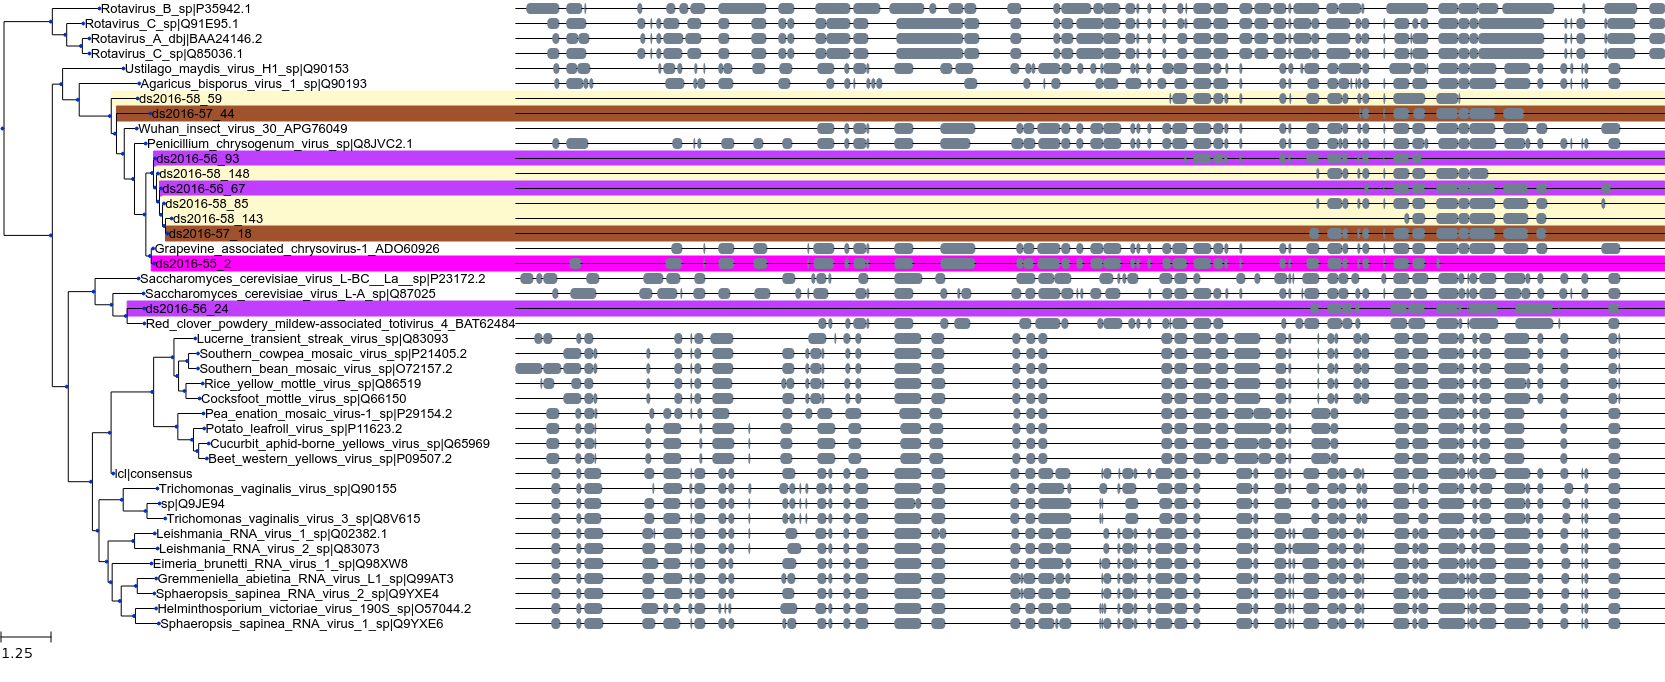 Rotavirus_B_sp|P35942.1
Rotavirus_C_sp|Q91E95.1
Rotavirus_A_dbj|BAA24146.2
Rotavirus_C_sp|Q85036.1
Ustilago_maydis_virus_H1_sp|Q90153
Agaricus_bisporus_virus_1_sp|Q90193
ds2016-58_59
ds2016-57_44
Wuhan_insect_virus_30_APG76049
Penicillium_chrysogenum_virus_sp|Q8JVC2.1
ds2016-56_93
ds2016-58_148
ds2016-56_67
ds2016-58_85
ds2016-58_143
ds2016-57_18
Grapevine_associated_chrysovirus-1_ADO60926
ds2016-55_2
Saccharomyces_cerevisiae_virus_L-BC__La__sp|P23172.2
Saccharomyces_cerevisiae_virus_L-A_sp|Q87025
ds2016-56_24
Red_clover_powdery_mildew-associated_totivirus_4_BAT62484
Lucerne_transient_streak_virus_sp|Q83093
Southern_cowpea_mosaic_virus_sp|P21405.2
Southern_bean_mosaic_virus_sp|O72157.2
Rice_yellow_mottle_virus_sp|Q86519
Cocksfoot_mottle_virus_sp|Q66150
Pea_enation_mosaic_virus-1_sp|P29154.2
Potato_leafroll_virus_sp|P11623.2
Cucurbit_aphid-borne_yellows_virus_sp|Q65969
Beet_western_yellows_virus_sp|P09507.2
lcl|consensus
Trichomonas_vaginalis_virus_sp|Q90155
sp|Q9JE94
Trichomonas_vaginalis_virus_3_sp|Q8V615
Leishmania_RNA_virus_1_sp|Q02382.1
Leishmania_RNA_virus_2_sp|Q83073
Eimeria_brunetti_RNA_virus_1_sp|Q98XW8
Gremmeniella_abietina_RNA_virus_L1_sp|Q99AT3
Sphaeropsis_sapinea_RNA_virus_2_sp|Q9YXE4
Helminthosporium_victoriae_virus_190S_sp|O57044.2
Sphaeropsis_sapinea_RNA_virus_1_sp|Q9YXE6
1.25